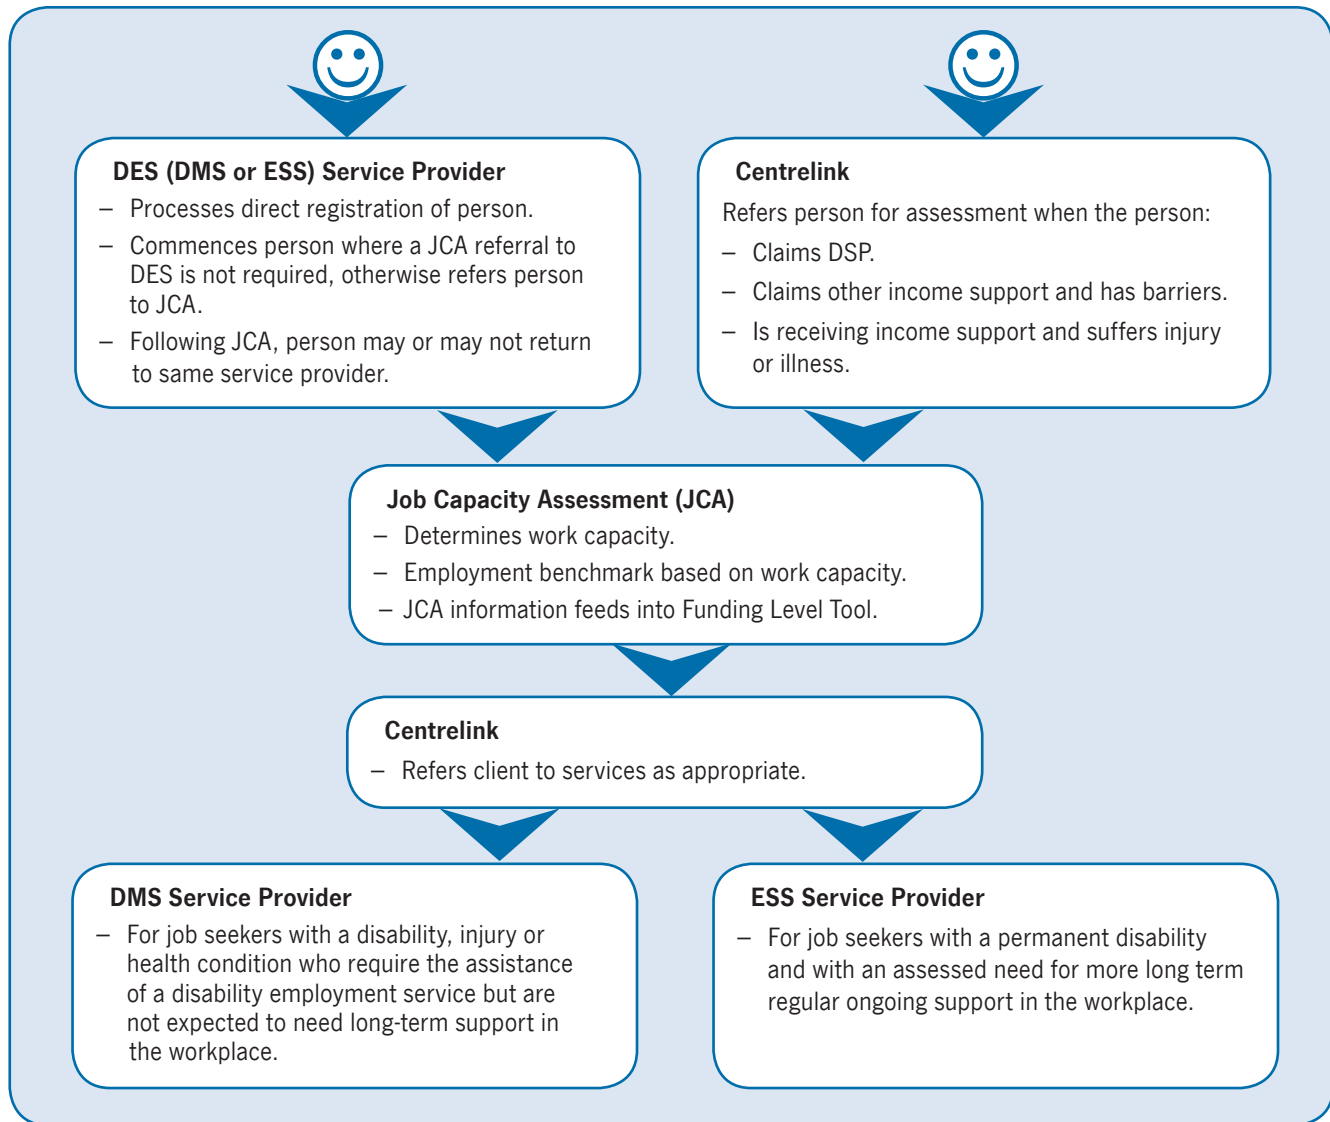 DES (DMS or ESS) Service Provider
– Processes direct registration of person.
– Commences person where a JCA referral to
DES is not required, otherwise refers person
to JCA.
– Following JCA, person may or may not return
to same service provider.
Centrelink
Refers person for assessment when the person:
– Claims DSP.
– Claims other income support and has barriers.
– Is receiving income support and suffers injury
or illness.
Job Capacity Assessment (JCA)
– Determines work capacity.
– Employment benchmark based on work capacity.
– JCA information feeds into Funding Level Tool.
Centrelink
– Refers client to services as appropriate.
DMS Service Provider
– For job seekers with a disability, injury or
health condition who require the assistance
of a disability employment service but are
not expected to need long-term support in
the workplace.
ESS Service Provider
– For job seekers with a permanent disability
and with an assessed need for more long term
regular ongoing support in the workplace.